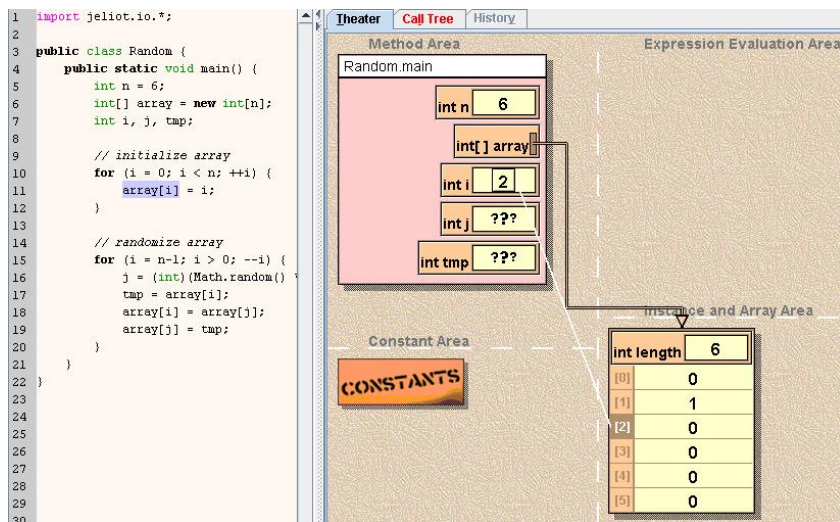 1 import jeliot.io.*;
2
3 public class Random {
4 public static void main() {
5 int n = 6;
6 int[] array = new int[n];
7 int i, j, tmp;
8
9 // initialize array
10 for (i = 0; i < n; ++i) {
11 array[i] = i;
12 }
13
14 // randomize array
15 for (i = n-1; i > 0; --i) {
16 j = (int)(Math.random() *
17 tmp = array[i];
18 array[i] = array[j];
19 array[j] = tmp;
20 }
21 }
22 }
23
24
25
26
27
28
29
30
Theater Call Tree History
Method Area
Expression Evaluation Area
Random.main
int n 6
int[ ] array
int i 2
int j ???
int tmp ???
Constant Area
CONSTANTS
Instance and Array Area
int length 6
[0] 0
[1] 1
[2] 0
[3] 0
[4] 0
[5] 0